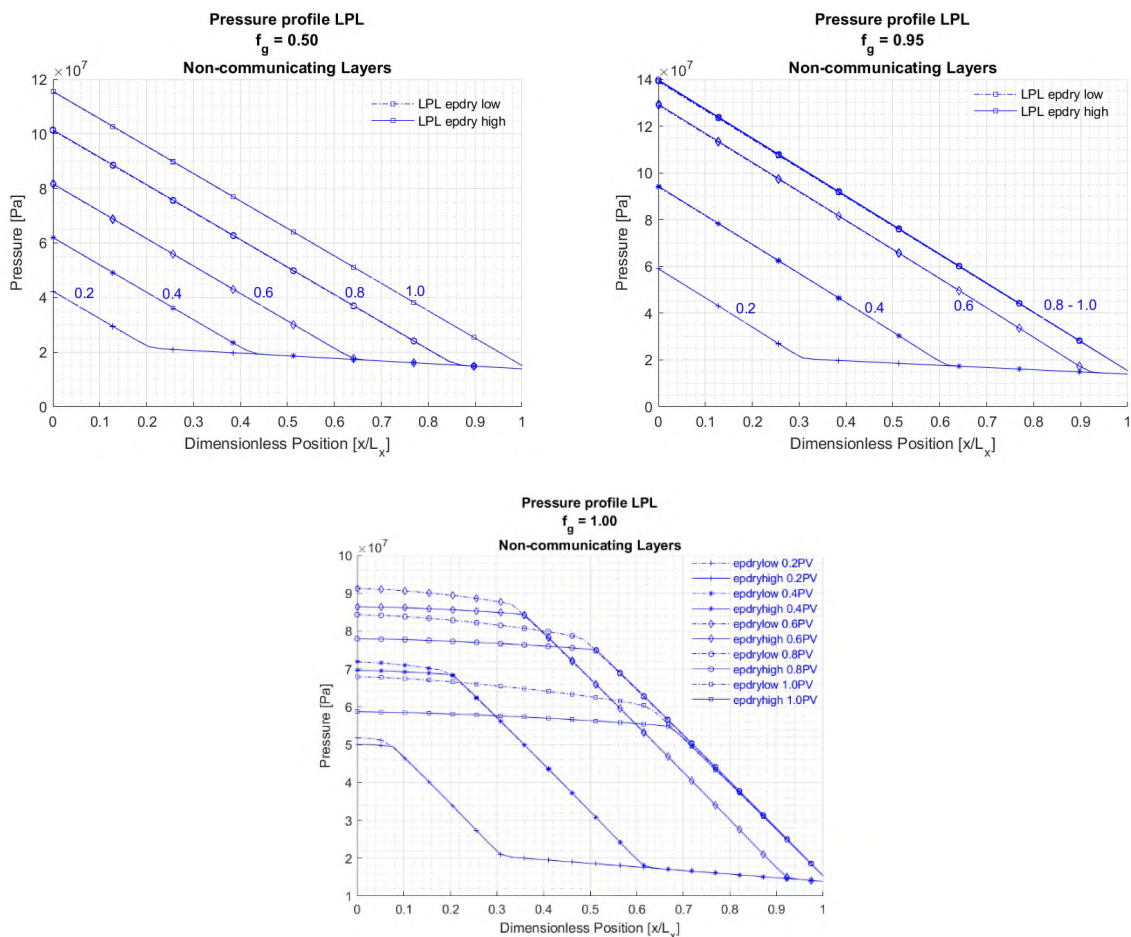 Pressure profile LPL
f_g = 0.50
Non-communicating Layers
×10^7
12
10
8
6
4
2
0
Pressure [Pa]
LPL epdry low
LPL epdry high
0.2
0.4
0.6
0.8
1.0
0 0.1 0.2 0.3 0.4 0.5 0.6 0.7 0.8 0.9 1
Dimensionless Position [x/L_x]
Pressure profile LPL
f_g = 0.95
Non-communicating Layers
×10^7
14
12
10
8
6
4
2
0
Pressure [Pa]
LPL epdry low
LPL epdry high
0.2
0.4
0.6
0.8 - 1.0
0 0.1 0.2 0.3 0.4 0.5 0.6 0.7 0.8 0.9 1
Dimensionless Position [x/L_x]
Pressure profile LPL
f_g = 1.00
Non-communicating Layers
×10^7
10
9
8
7
6
5
4
3
2
1
Pressure [Pa]
epdrylow 0.2PV
epdryhigh 0.2PV
epdrylow 0.4PV
epdryhigh 0.4PV
epdrylow 0.6PV
epdryhigh 0.6PV
epdrylow 0.8PV
epdryhigh 0.8PV
epdrylow 1.0PV
epdryhigh 1.0PV
0 0.1 0.2 0.3 0.4 0.5 0.6 0.7 0.8 0.9 1
Dimensionless Position [x/L_x]